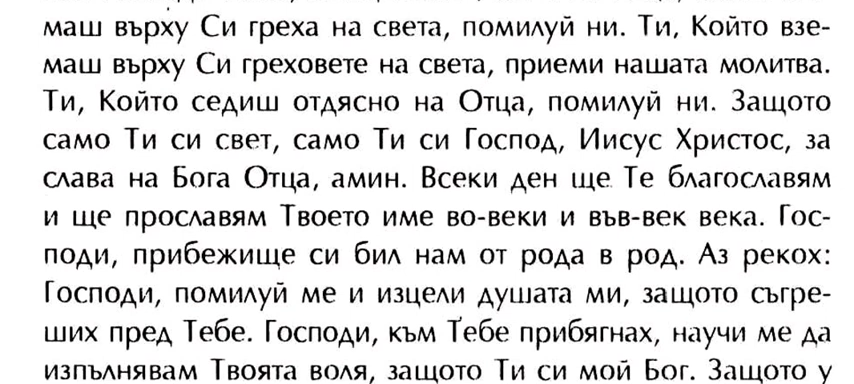 маш върху Си греха на света, помилуй ни. Ти, Който взе-
маш върху Си греховете на света, приеми нашата молитва.
Ти, Който седиш отдясно на Отца, помилуй ни. Защото
само Ти си свет, само Ти си Господ, Иисус Христос, за
слава на Бога Отца, амин. Всеки ден ще Те благославям
и ще прославям Твоето име во-веки и във-век века. Гос-
поди, прибежище си бил нам от рода в род. Аз рекох:
Господи, помилуй ме и изцели душата ми, защото съгре-
ших пред Тебе. Господи, към Тебе прибягнах, научи ме да
изпълнявам Твоята воля, защото Ти си мой Бог. Защото у